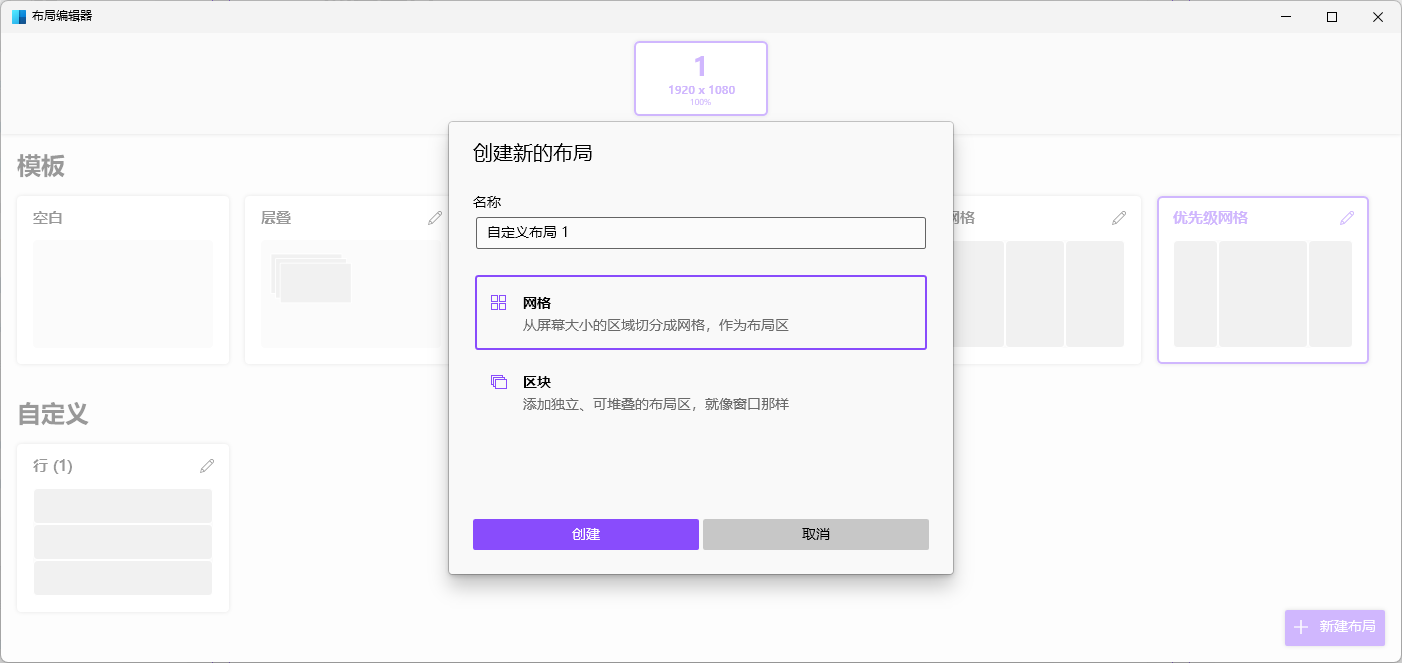 布局编辑器
1
1920 x 1080
100%
模板
空白
层叠
网格
优先级网格
创建新的布局
名称
自定义布局 1
网格
从屏幕大小的区域切分成网格，作为布局区
区块
添加独立、可堆叠的布局区，就像窗口那样
创建
取消
自定义
行 (1)
新建布局